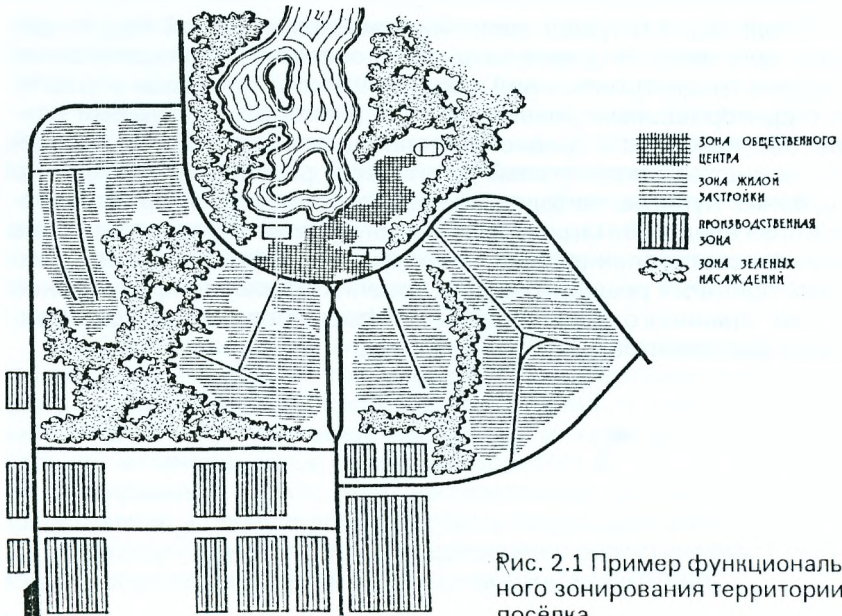 ЗОНА ОБЩЕСТВЕННОГО
ЦЕНТРА
ЗОНА ЖИЛОЙ
ЗАСТРОЙКИ
ПРОИЗВОДСТВЕННАЯ
ЗОНА
ЗОНА ЗЕЛЕНЫХ
НАСАЖДЕНИЙ
Рис. 2.1 Пример функциональ-
ного зонирования территории
посёлка